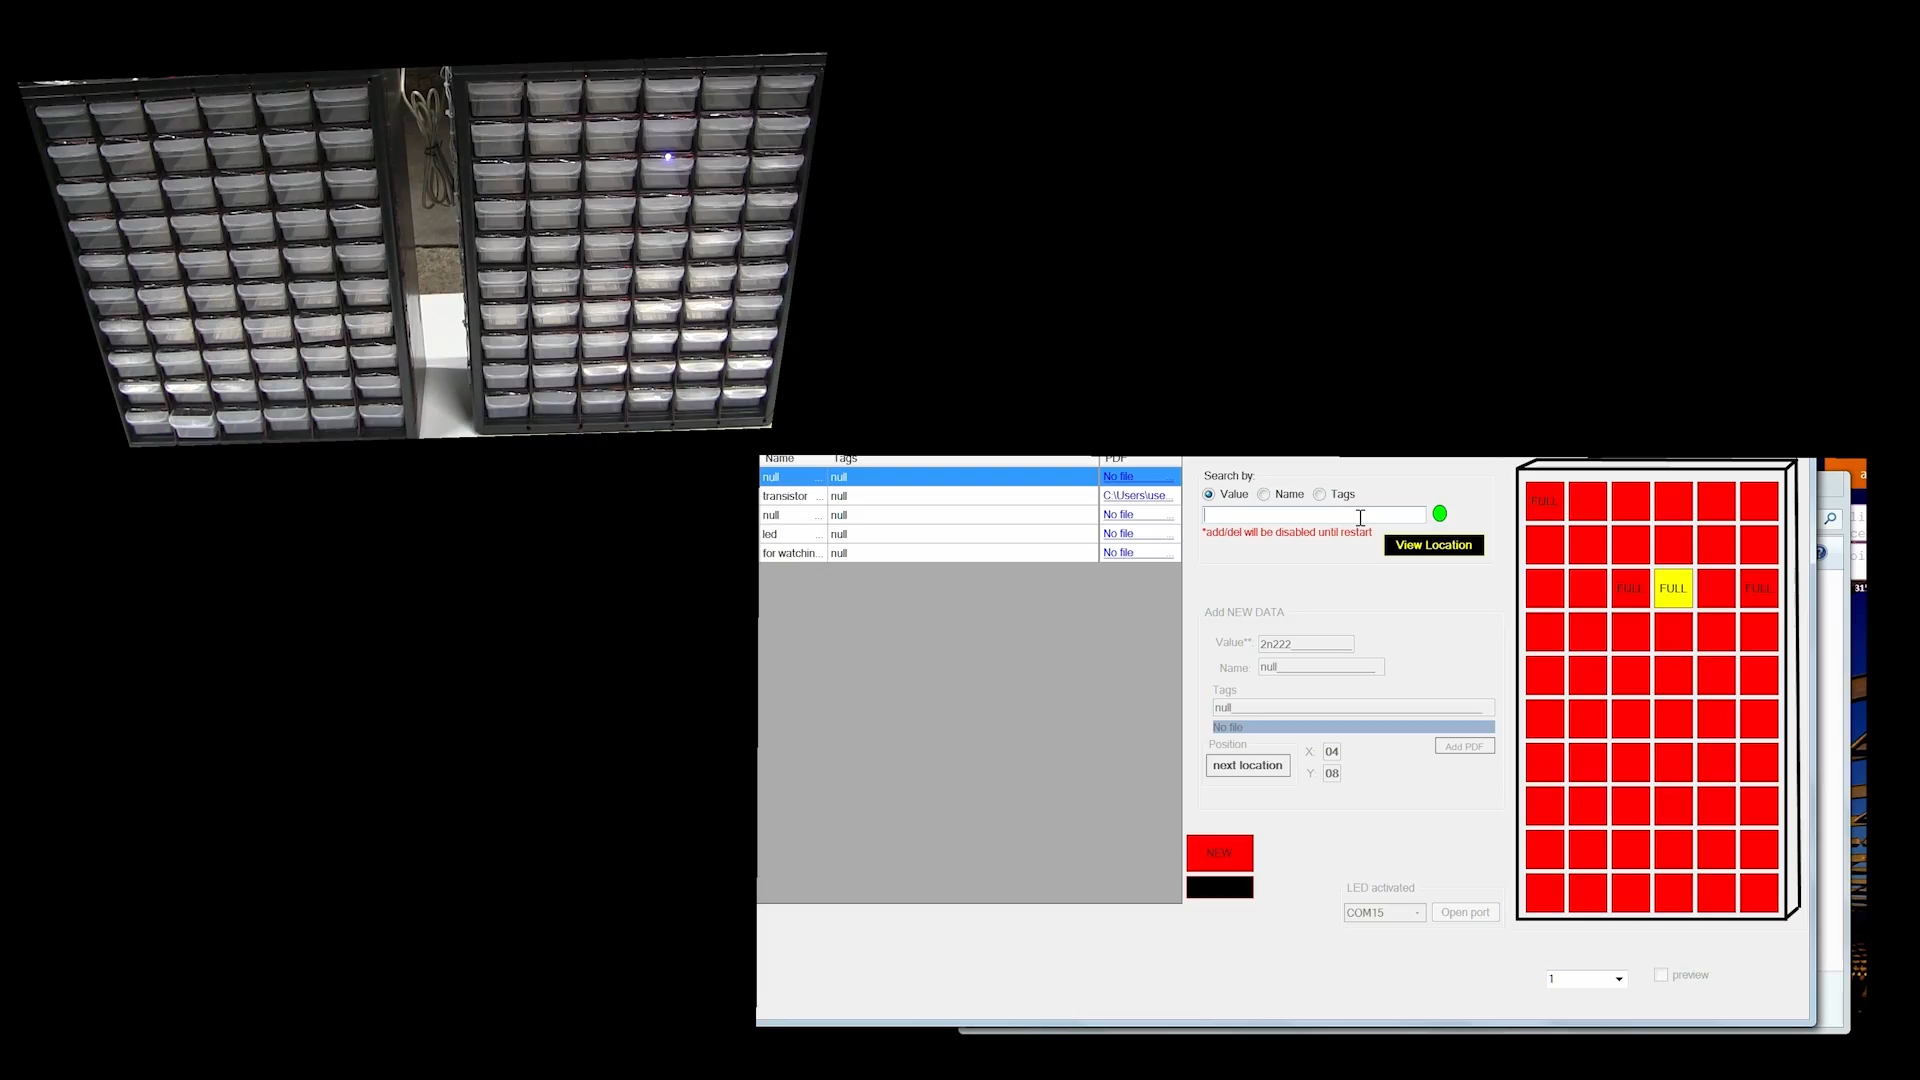 Name Tags PDF
null ... null No file ...
transistor ... null C:\Users\use...
null ... null No file ...
led ... null No file ...
for watchin... null No file ...
Search by:
Value Name Tags
*add/del will be disabled until restart
View Location
Add NEW DATA
Value**: 2n222
Name: null
Tags
null
No file
Position
next location
X: 04
Y: 08
Add PDF
NEW
LED activated
COM15
Open port
FULL
FULL FULL FULL
1
preview